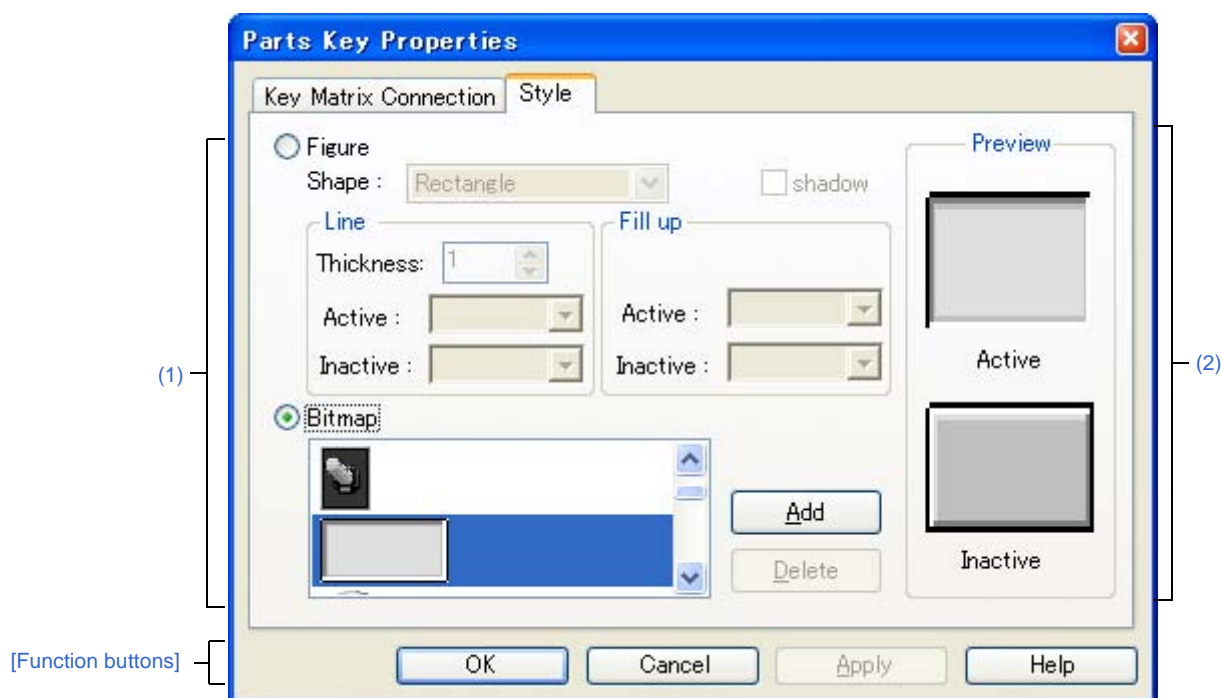 Parts Key Properties
Key Matrix Connection
Style
Figure
Shape :
Rectangle
shadow
Line
Thickness:
1
Active :
Inactive :
Fill up
Active :
Inactive :
Bitmap
Add
Delete
Preview
Active
Inactive
(1)
(2)
[Function buttons]
OK
Cancel
Apply
Help